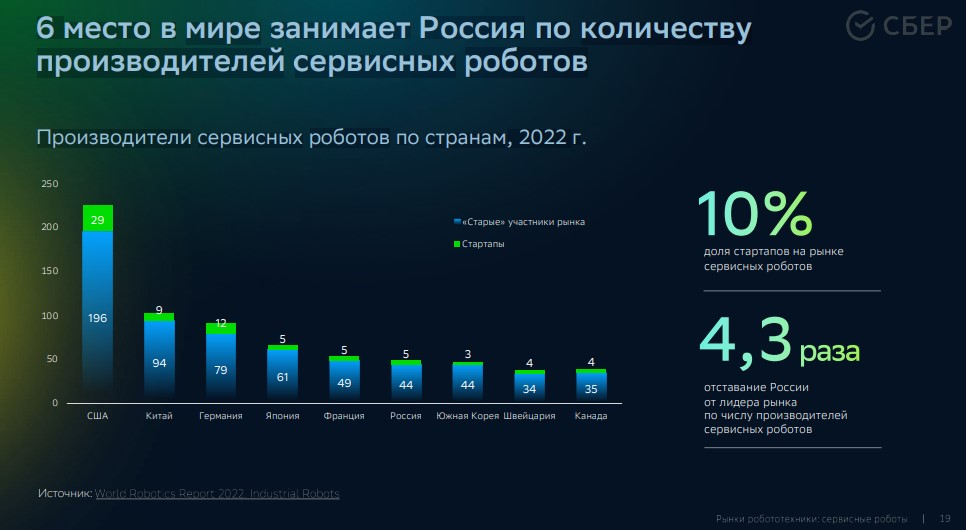 6 место в мире занимает Россия по количеству
производителей сервисных роботов
СБЕР
Производители сервисных роботов по странам, 2022 г.
250
200
150
100
50
0
«Старые» участники рынка
Стартапы
29
196
9
94
12
79
5
61
5
49
5
44
3
44
4
34
4
35
США Китай Германия Япония Франция Россия Южная Корея Швейцария Канада
10%
доля стартапов на рынке
сервисных роботов
4,3 раза
отставание России
от лидера рынка
по числу производителей
сервисных роботов
Источник: World Robotics Report 2022. Industrial Robots
Рынки робототехники: сервисные роботы | 19